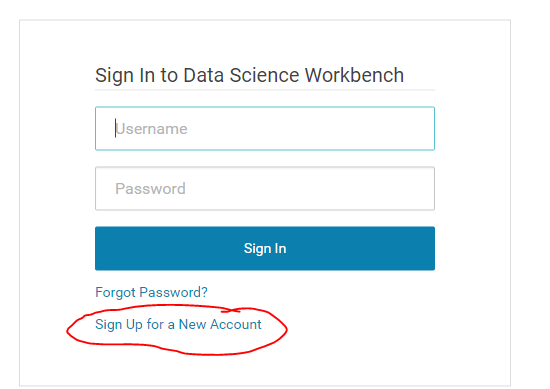 Sign In to Data Science Workbench
Username
Password
Sign In
Forgot Password?
Sign Up for a New Account